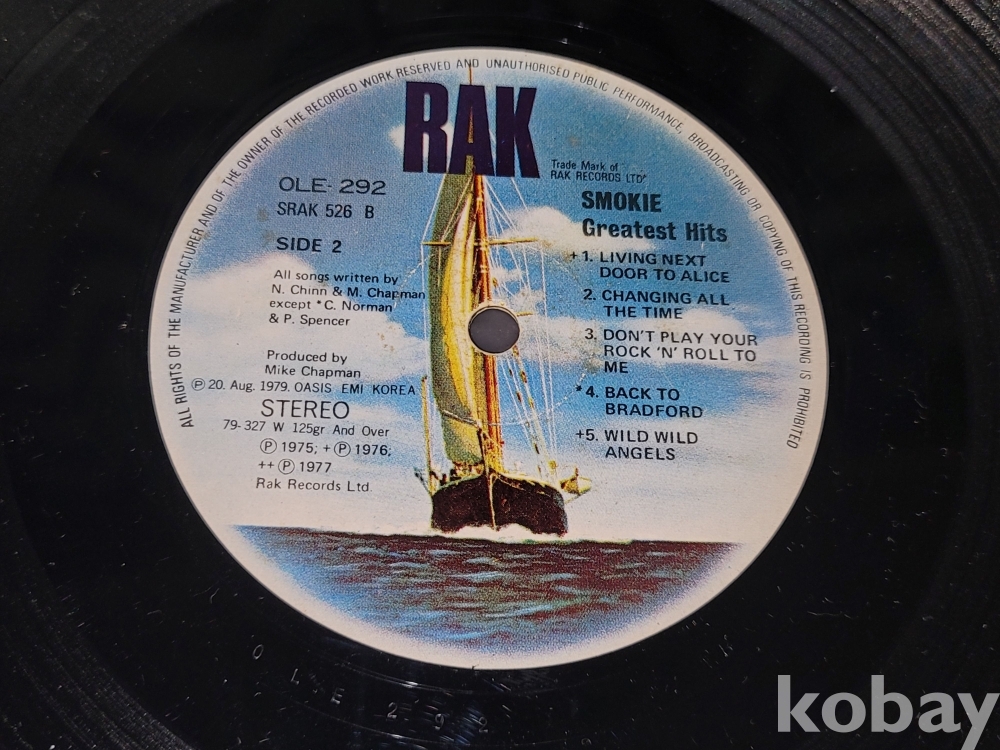 ALL RIGHTS OF THE MANUFACTURER AND OF THE OWNER OF THE RECORDED WORK RESERVED AND UNAUTHORISED PUBLIC PERFORMANCE, BROADCASTING OR COPYING OF THIS RECORDING IS PROHIBITED
RAK
Trade Mark of
RAK RECORDS LTD
OLE- 292
SRAK 526 B
SIDE 2
All songs written by
N. Chinn & M. Chapman
except *C. Norman
& P. Spencer
Produced by
Mike Chapman
Ⓟ 20. Aug. 1979. OASIS EMI KOREA
STEREO
79-327 W 125gr And Over
Ⓟ 1975; +Ⓟ 1976;
++Ⓟ 1977
Rak Records Ltd.
SMOKIE
Greatest Hits
+1. LIVING NEXT
DOOR TO ALICE
2. CHANGING ALL
THE TIME
3. DON'T PLAY YOUR
ROCK 'N' ROLL TO
ME
*4. BACK TO
BRADFORD
+5. WILD WILD
ANGELS
O L E 292
kobay